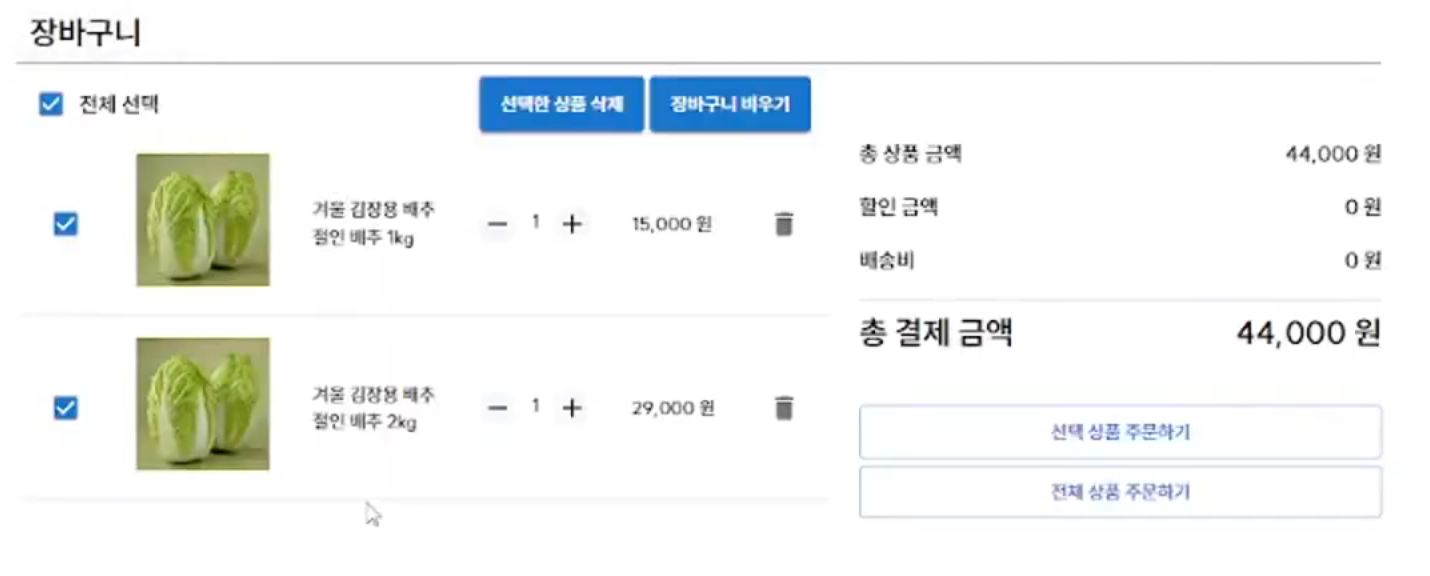 장바구니
전체 선택
선택한 상품 삭제
장바구니 비우기
겨울 김장용 배추
절인 배추 1kg
1
15,000 원
겨울 김장용 배추
절인 배추 2kg
1
29,000 원
총 상품 금액
44,000 원
할인 금액
0 원
배송비
0 원
총 결제 금액
44,000 원
선택 상품 주문하기
전체 상품 주문하기